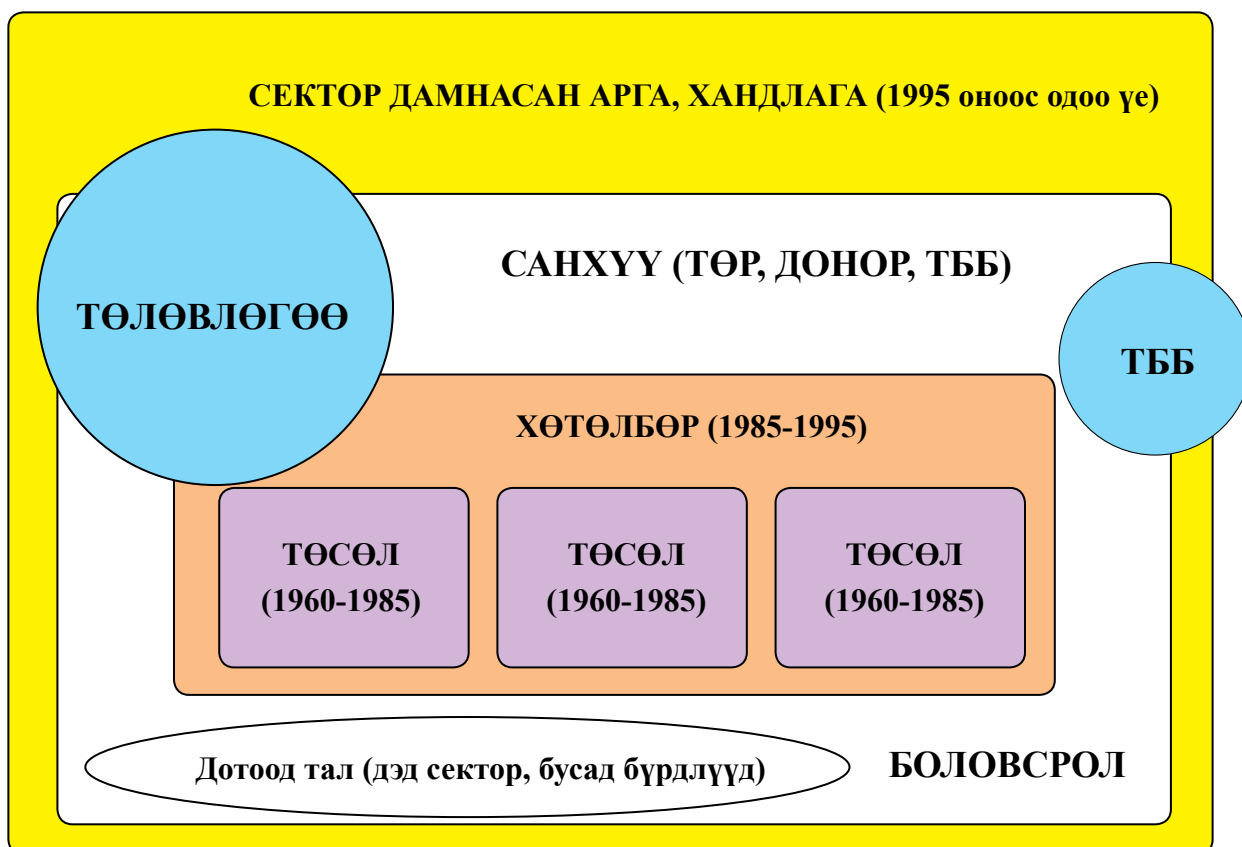 СЕКТОР ДАМНАСАН АРГА, ХАНДЛАГА (1995 оноос одоо үе)
САНХҮҮ (ТӨР, ДОНОР, ТББ)
ТӨЛӨВЛӨГӨӨ
ТББ
ХӨТӨЛБӨР (1985-1995)
ТӨСӨЛ
(1960-1985)
ТӨСӨЛ
(1960-1985)
ТӨСӨЛ
(1960-1985)
Дотоод тал (дэд сектор, бусад бүрдлүүд)
БОЛОВСРОЛ